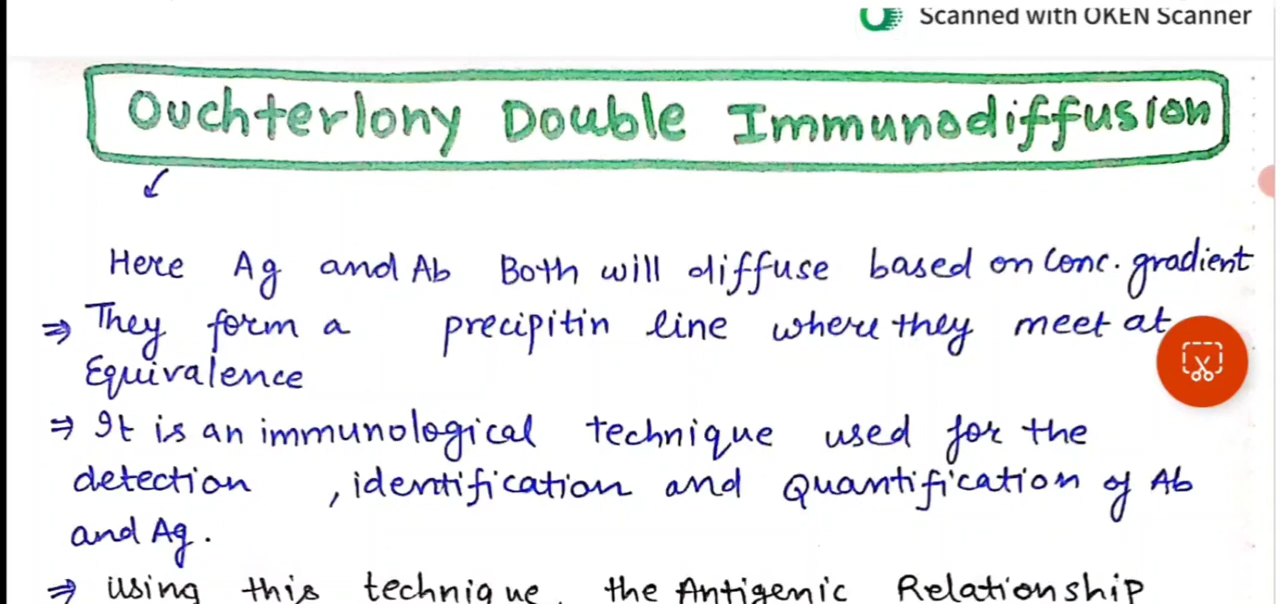 Scanned with OKEN Scanner
Ouchterlony Double Immunodiffusion
Here Ag and Ab Both will diffuse based on Conc. gradient
⇒ They form a precipitin line where they meet at
Equivalence
⇒ It is an immunological technique used for the
detection , identification and Quantification of Ab
and Ag.
⇒ Using this technique, the Antigenic Relationship